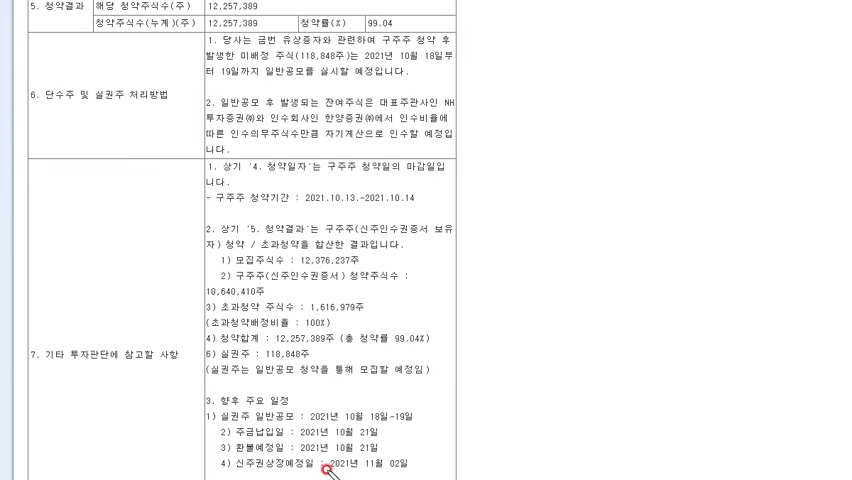 5. 청약결과
해당 청약주식수(주)
12,257,389
청약주식수(누계)(주)
12,257,389
청약률(%)
99.04
6. 단수주 및 실권주 처리방법
1. 당사는 금번 유상증자와 관련하여 구주주 청약 후
발생한 미배정 주식(118,848주)는 2021년 10월 18일부
터 19일까지 일반공모를 실시할 예정입니다.
2. 일반공모 후 발생되는 잔여주식은 대표주관사인 NH
투자증권㈜와 인수회사인 한양증권㈜에서 인수비율에
따른 인수의무주식수만큼 자기계산으로 인수할 예정입
니다.
7. 기타 투자판단에 참고할 사항
1. 상기 '4. 청약일자'는 구주주 청약일의 마감일입
니다.
- 구주주 청약기간 : 2021.10.13.~2021.10.14
2. 상기 '5. 청약결과'는 구주주(신주인수권증서 보유
자) 청약 / 초과청약을 합산한 결과입니다.
1) 모집주식수 : 12,376,237주
2) 구주주(신주인수권증서) 청약주식수 :
10,640,410주
3) 초과청약 주식수 : 1,616,979주
(초과청약배정비율 : 100%)
4) 청약합계 : 12,257,389주 (총 청약률 99.04%)
6) 실권주 : 118,848주
(실권주는 일반공모 청약을 통해 모집할 예정임)
3. 향후 주요 일정
1) 실권주 일반공모 : 2021년 10월 18일~19일
2) 주금납입일 : 2021년 10월 21일
3) 환불예정일 : 2021년 10월 21일
4) 신주권상장예정일 : 2021년 11월 02일